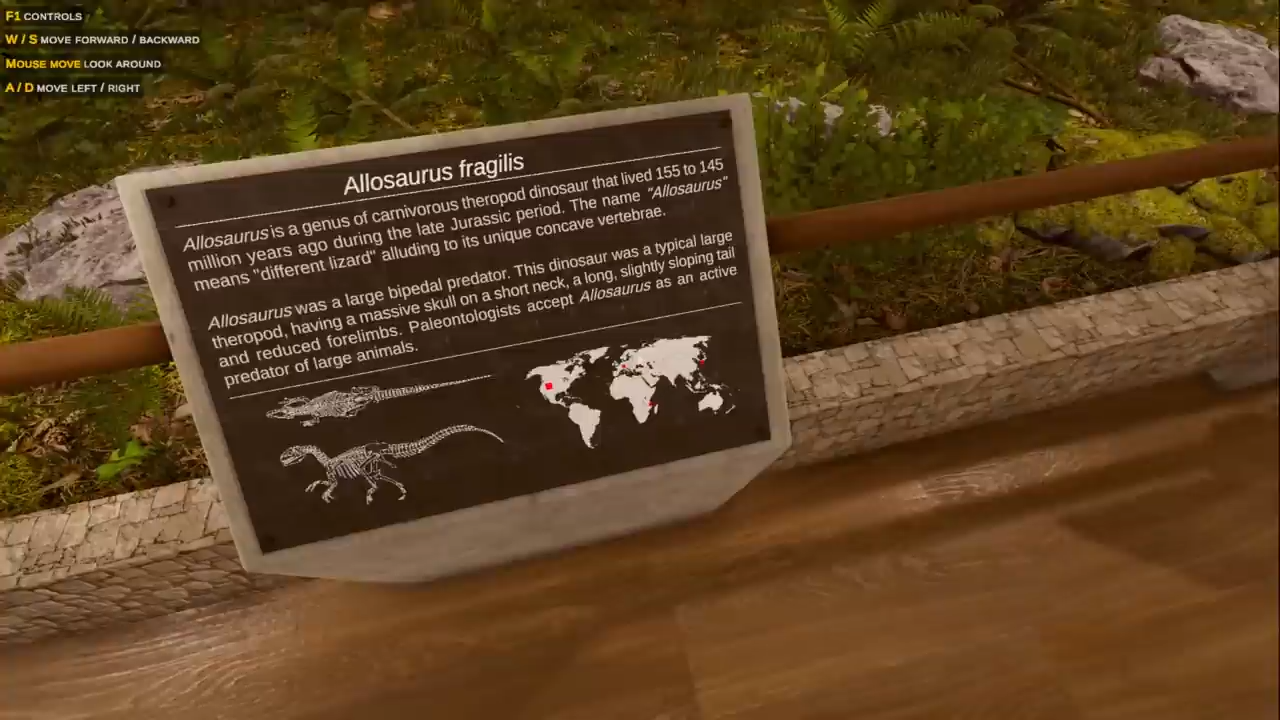 F1 CONTROLS
W / S MOVE FORWARD / BACKWARD
MOUSE MOVE LOOK AROUND
A / D MOVE LEFT / RIGHT
Allosaurus fragilis
Allosaurus is a genus of carnivorous theropod dinosaur that lived 155 to 145
million years ago during the late Jurassic period. The name "Allosaurus"
means "different lizard" alluding to its unique concave vertebrae.
Allosaurus was a large bipedal predator. This dinosaur was a typical large
theropod, having a massive skull on a short neck, a long, slightly sloping tail
and reduced forelimbs. Paleontologists accept Allosaurus as an active
predator of large animals.